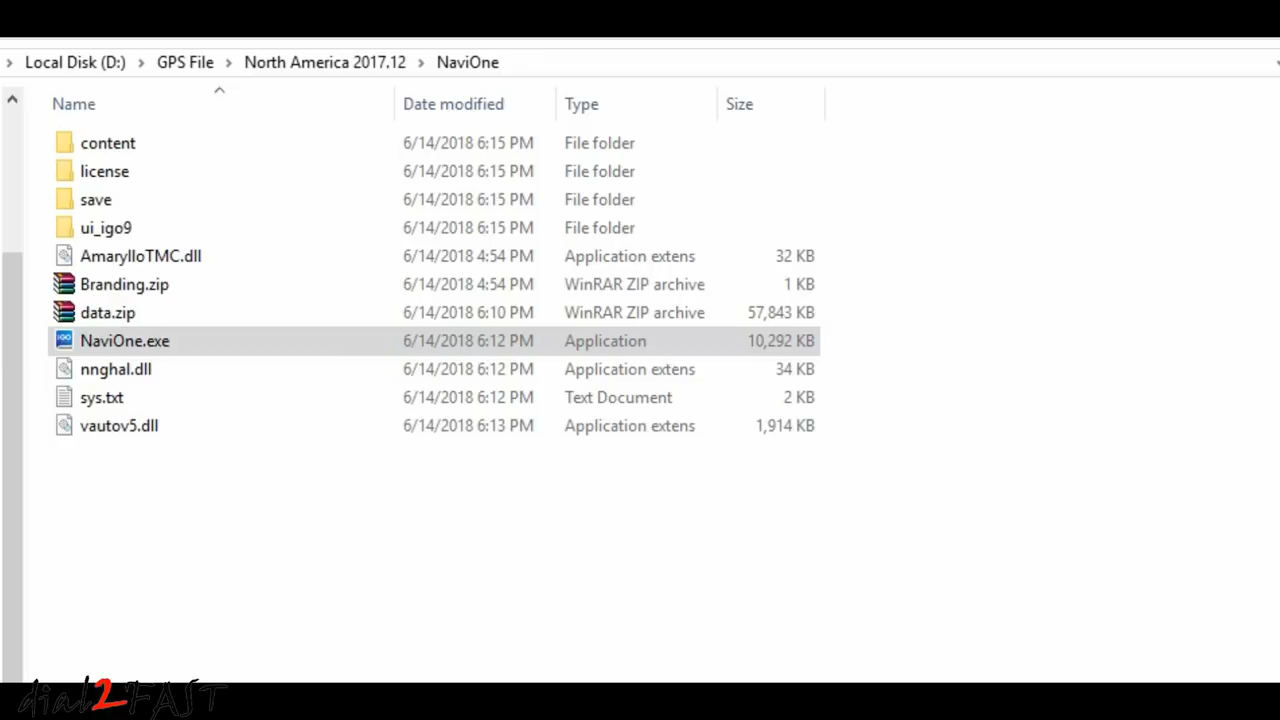 Local Disk (D:) > GPS File > North America 2017.12 > NaviOne
Name Date modified Type Size
content 6/14/2018 6:15 PM File folder
license 6/14/2018 6:15 PM File folder
save 6/14/2018 6:15 PM File folder
ui_igo9 6/14/2018 6:15 PM File folder
AmarylloTMC.dll 6/14/2018 4:54 PM Application extens 32 KB
Branding.zip 6/14/2018 4:54 PM WinRAR ZIP archive 1 KB
data.zip 6/14/2018 6:10 PM WinRAR ZIP archive 57,843 KB
NaviOne.exe 6/14/2018 6:12 PM Application 10,292 KB
nnghal.dll 6/14/2018 6:12 PM Application extens 34 KB
sys.txt 6/14/2018 6:12 PM Text Document 2 KB
vautov5.dll 6/14/2018 6:13 PM Application extens 1,914 KB
dial2FAST